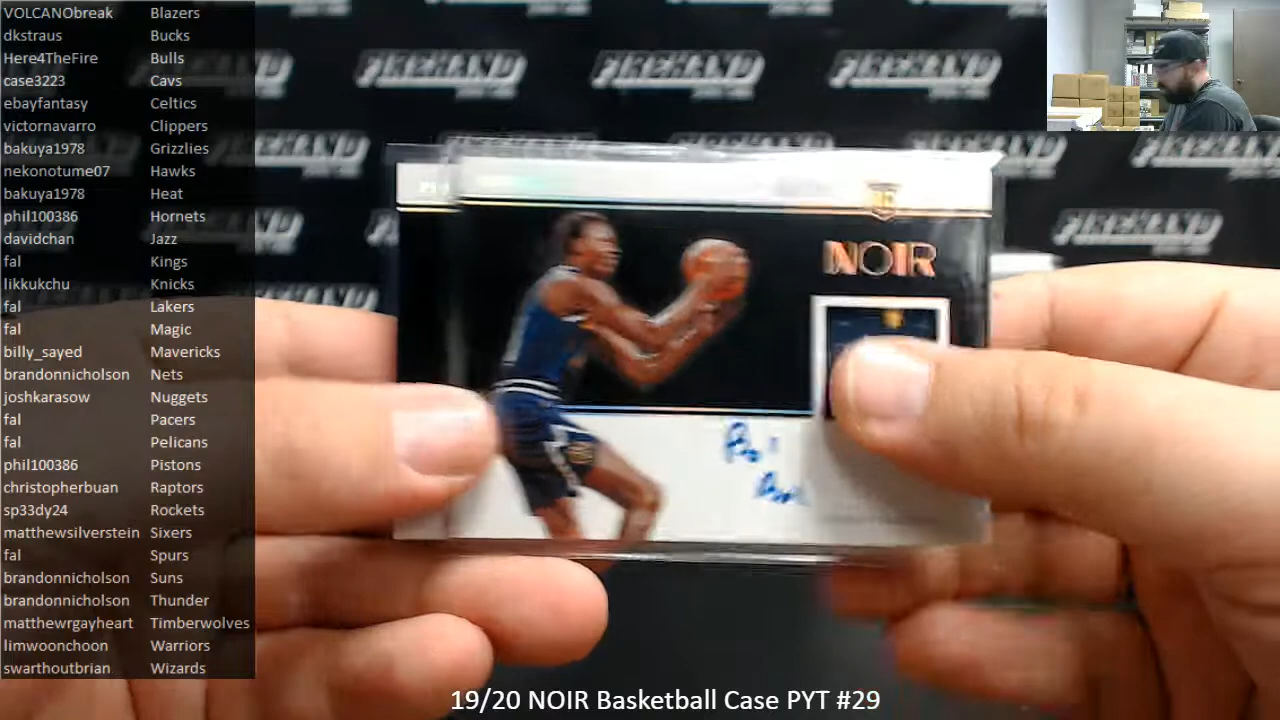 VOLCANObreak Blazers
dkstraus Bucks
Here4TheFire Bulls
case3223 Cavs
ebayfantasy Celtics
victornavarro Clippers
bakuya1978 Grizzlies
nekonotume07 Hawks
bakuya1978 Heat
phil100386 Hornets
davidchan Jazz
fal Kings
likkukchu Knicks
fal Lakers
fal Magic
billy_sayed Mavericks
brandonnicholson Nets
joshkarasow Nuggets
fal Pacers
fal Pelicans
phil100386 Pistons
christopherbuan Raptors
sp33dy24 Rockets
matthewsilverstein Sixers
fal Spurs
brandonnicholson Suns
brandonnicholson Thunder
matthewrgayheart Timberwolves
limwoonchoon Warriors
swarthoutbrian Wizards
FIREHAND
FIREHAND
FIREHAND
FIREHAND
NOIR
19/20 NOIR Basketball Case PYT #29